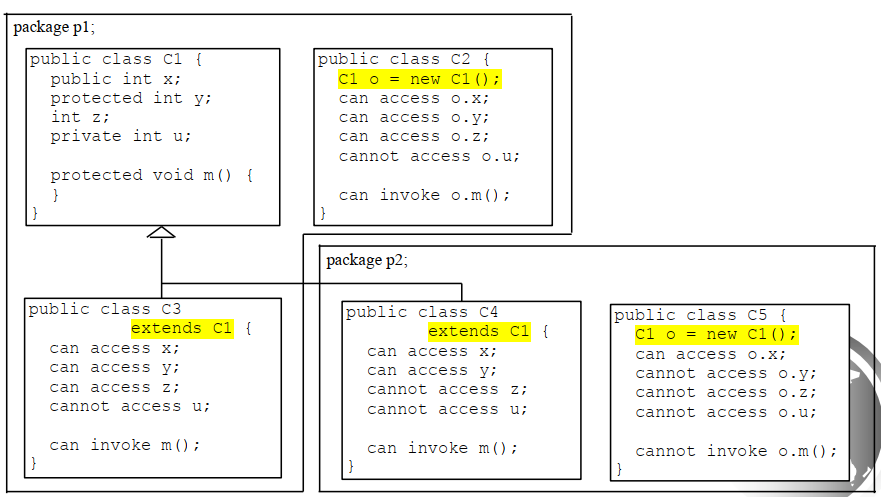 package p1;
public class C1 {
public int x;
protected int y;
int z;
private int u;
protected void m() {
}
}
public class C2 {
C1 o = new C1();
can access o.x;
can access o.y;
can access o.z;
cannot access o.u;
can invoke o.m();
}
public class C3
extends C1 {
can access x;
can access y;
can access z;
cannot access u;
can invoke m();
}
package p2;
public class C4
extends C1 {
can access x;
can access y;
cannot access z;
cannot access u;
can invoke m();
}
public class C5 {
C1 o = new C1();
can access o.x;
cannot access o.y;
cannot access o.z;
cannot access o.u;
cannot invoke o.m();
}